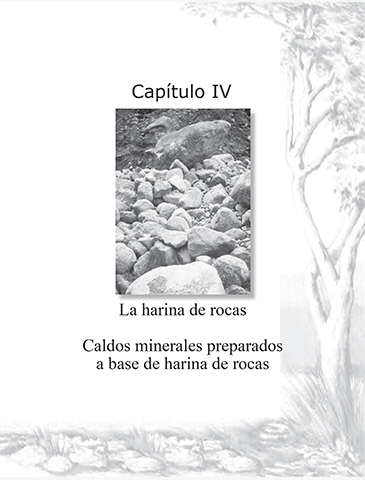 Capítulo IV
La harina de rocas
Caldos minerales preparados
a base de harina de rocas